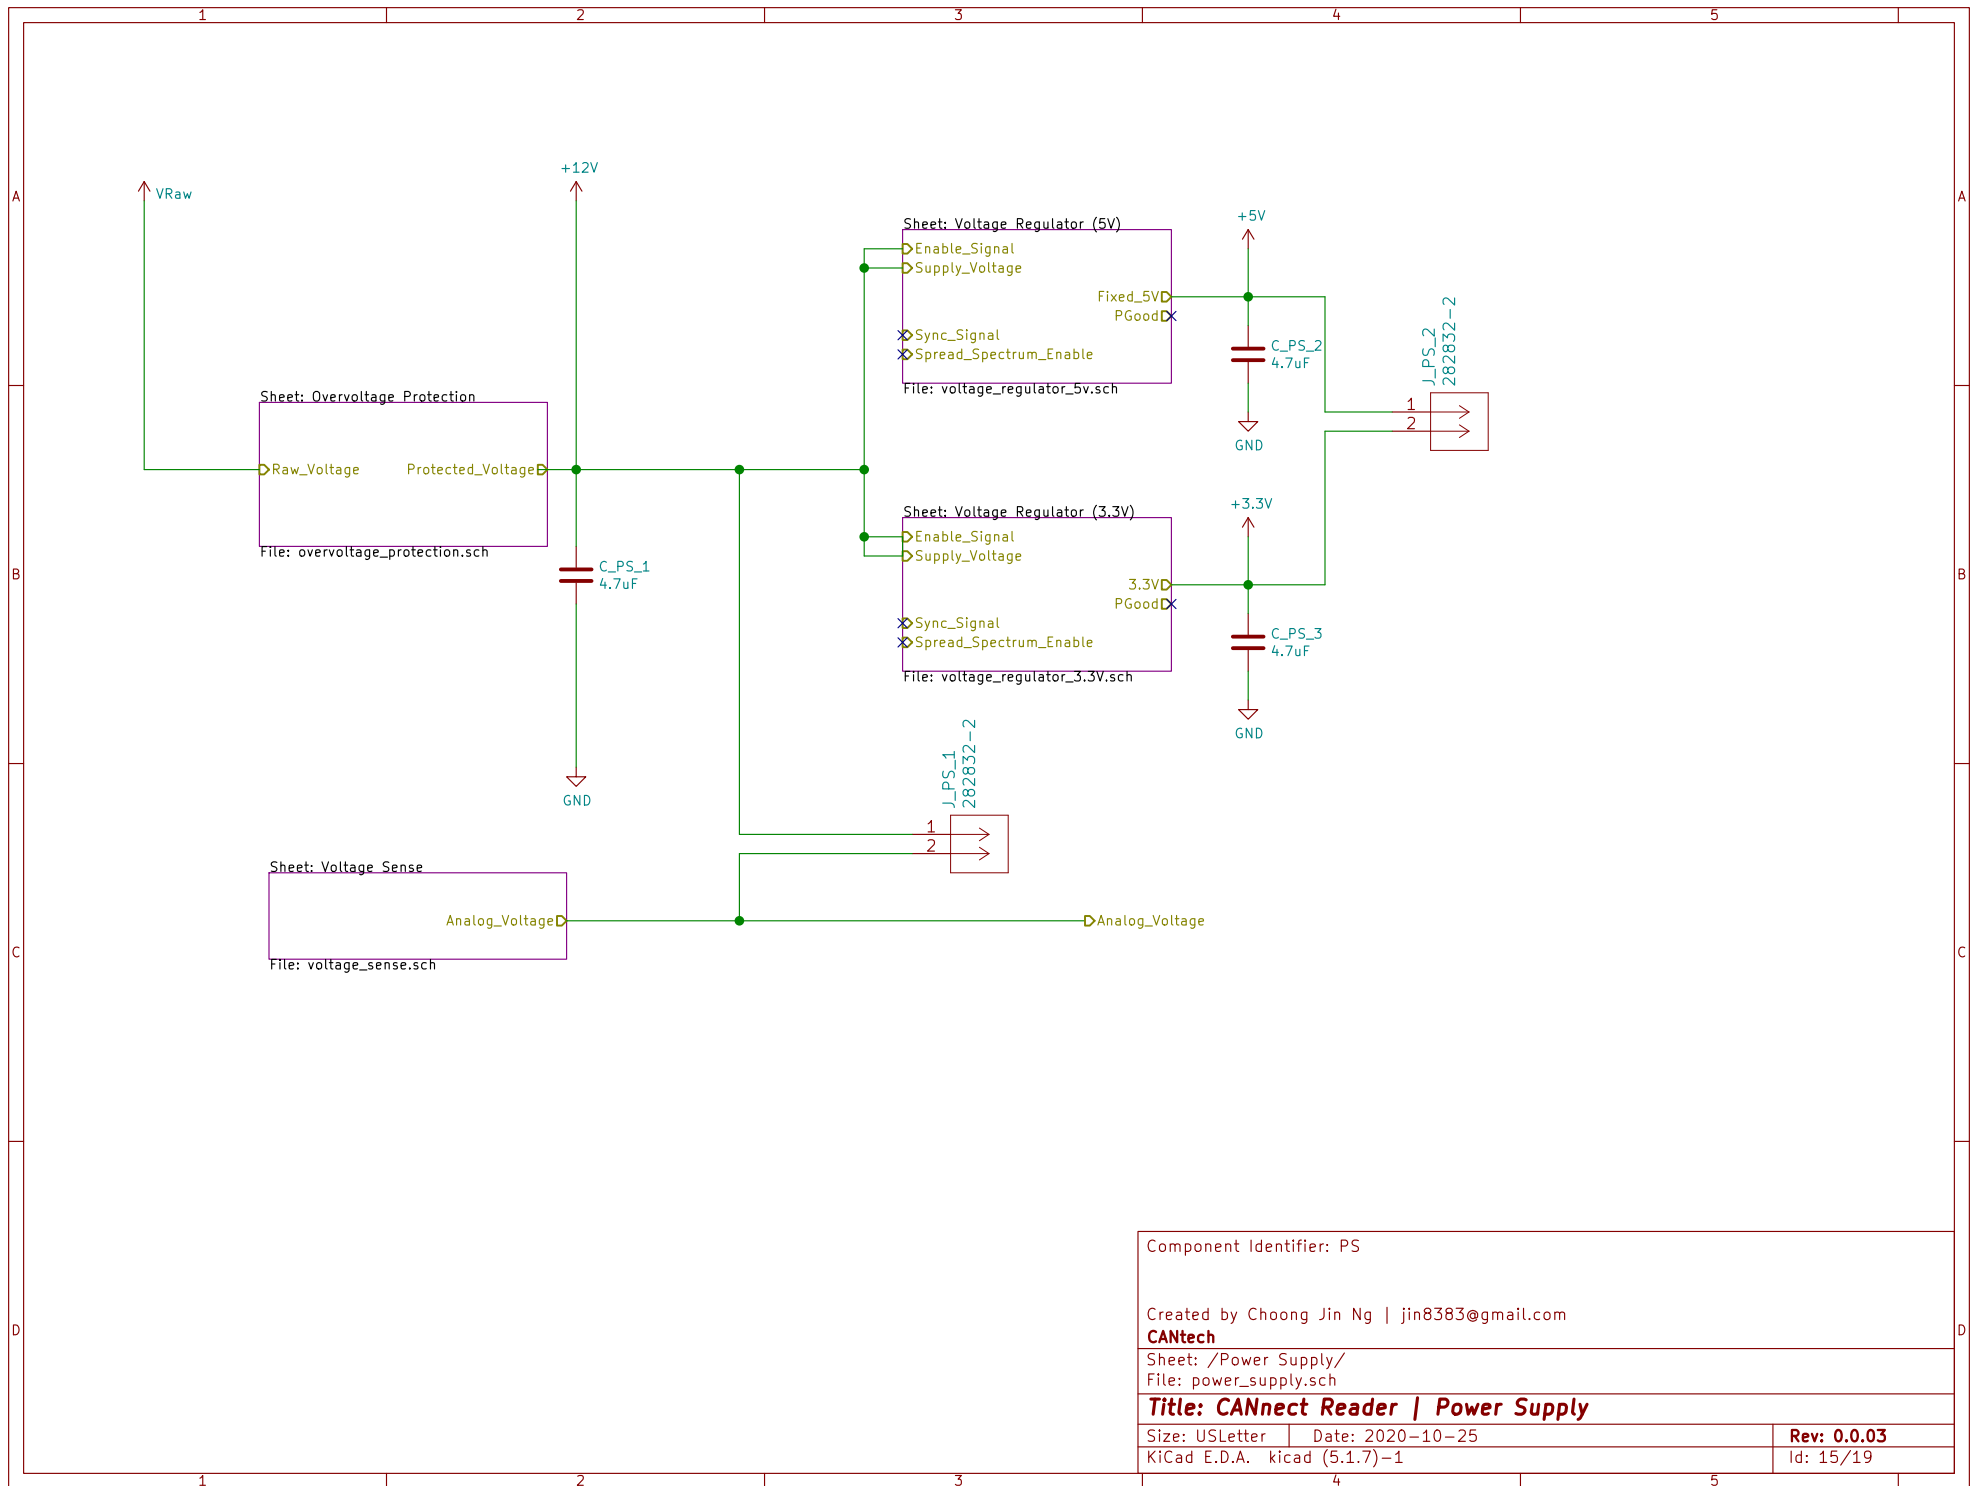 1 2 3 4 5
A A
B B
C C
D D
VRaw
+12V
Sheet: Overvoltage Protection
Raw_Voltage Protected_Voltage
File: overvoltage_protection.sch
C_PS_1
4.7uF
GND
Sheet: Voltage Regulator (5V)
Enable_Signal
Supply_Voltage
Fixed_5V
PGood
Sync_Signal
Spread_Spectrum_Enable
File: voltage_regulator_5v.sch
+5V
C_PS_2
4.7uF
GND
J_PS_2
282832-2
1
2
Sheet: Voltage Regulator (3.3V)
Enable_Signal
Supply_Voltage
3.3V
PGood
Sync_Signal
Spread_Spectrum_Enable
File: voltage_regulator_3.3V.sch
+3.3V
C_PS_3
4.7uF
GND
J_PS_1
282832-2
1
2
Sheet: Voltage Sense
Analog_Voltage
File: voltage_sense.sch
Analog_Voltage
Component Identifier: PS
Created by Choong Jin Ng | jin8383@gmail.com
CANtech
Sheet: /Power Supply/
File: power_supply.sch
Title: CANnect Reader | Power Supply
Size: USLetter Date: 2020-10-25 Rev: 0.0.03
KiCad E.D.A. kicad (5.1.7)-1 Id: 15/19
1 2 3 4 5